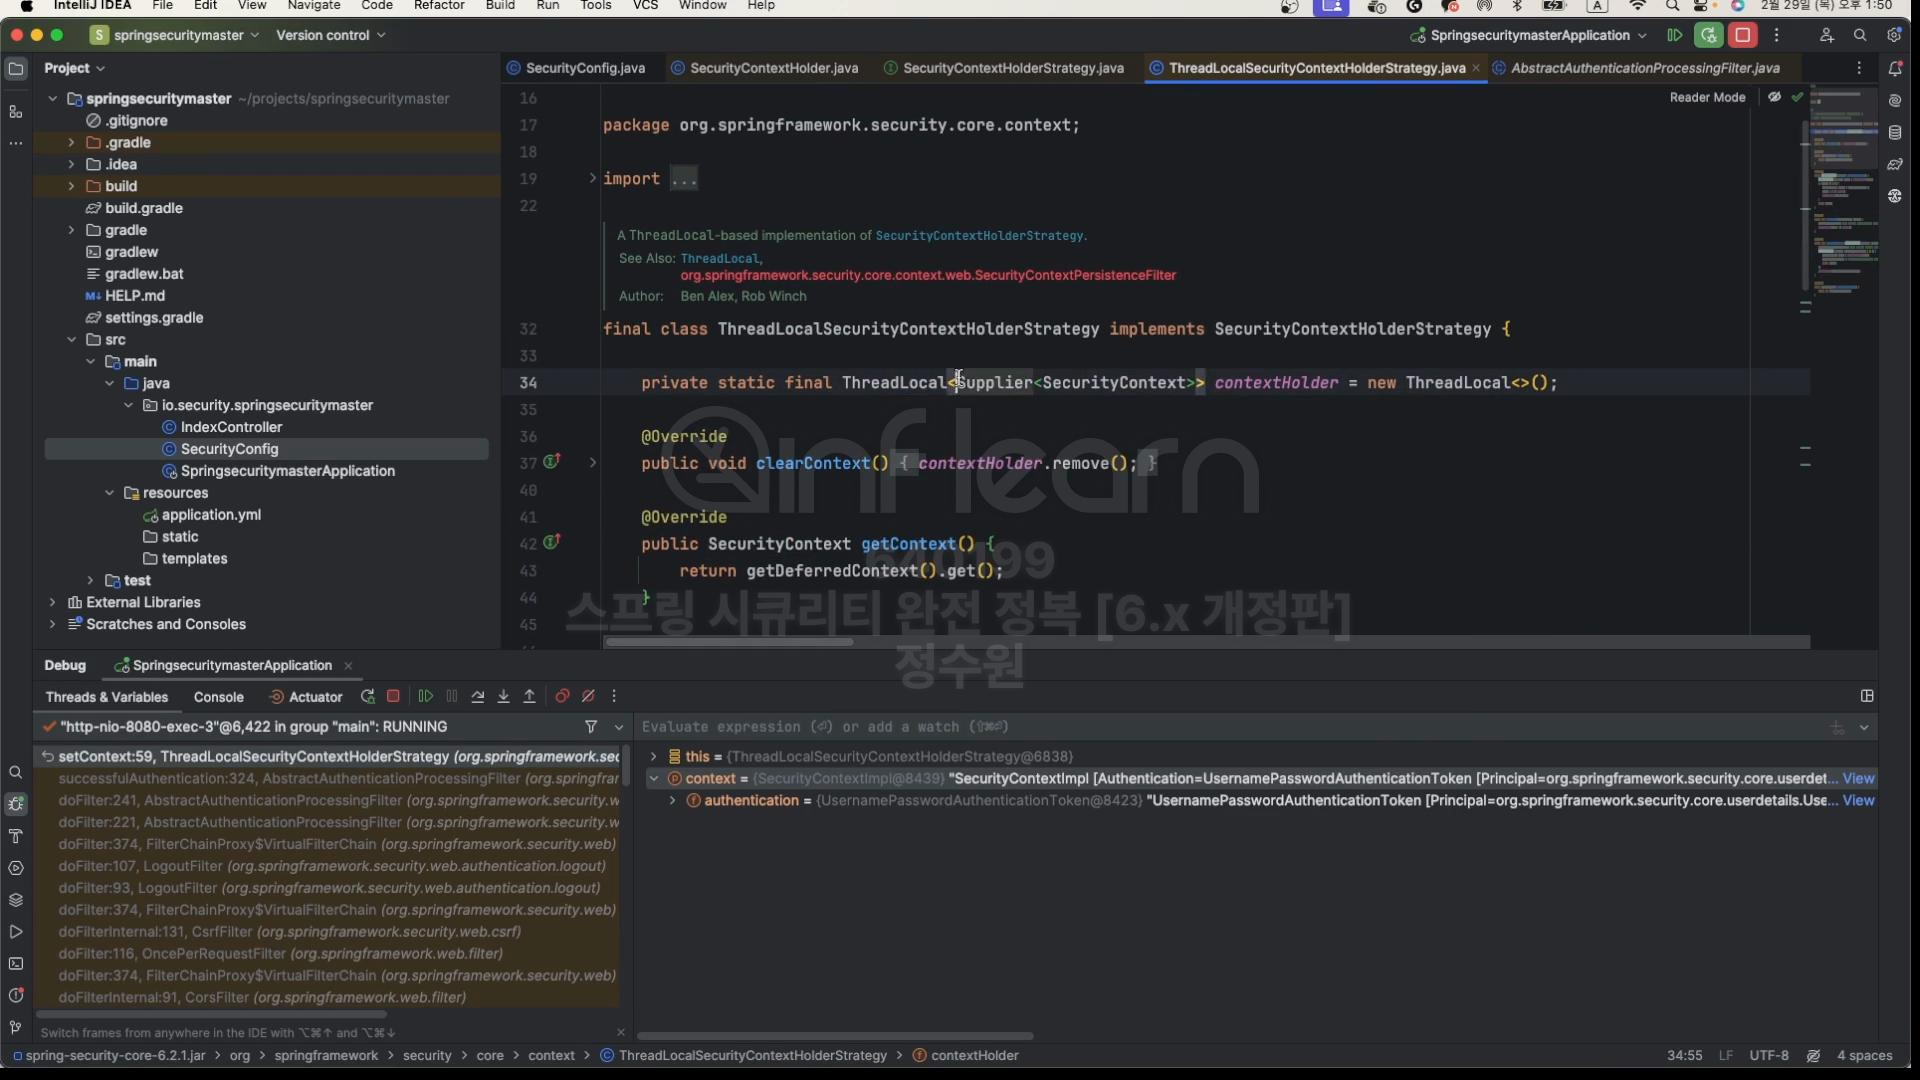 IntelliJ IDEA File Edit View Navigate Code Refactor Build Run Tools VCS Window Help
2월 29일 (목) 오후 1:50
springsecuritymaster Version control
SpringsecuritymasterApplication
Project
SecurityConfig.java SecurityContextHolder.java SecurityContextHolderStrategy.java ThreadLocalSecurityContextHolderStrategy.java AbstractAuthenticationProcessingFilter.java
springsecuritymaster ~/projects/springsecuritymaster
.gitignore
.gradle
.idea
build
build.gradle
gradle
gradlew
gradlew.bat
HELP.md
settings.gradle
src
main
java
io.security.springsecuritymaster
IndexController
SecurityConfig
SpringsecuritymasterApplication
resources
application.yml
static
templates
test
External Libraries
Scratches and Consoles
Reader Mode
16
17 package org.springframework.security.core.context;
18
19 import ...
22
A ThreadLocal-based implementation of SecurityContextHolderStrategy.
See Also: ThreadLocal,
org.springframework.security.core.context.web.SecurityContextPersistenceFilter
Author: Ben Alex, Rob Winch
32 final class ThreadLocalSecurityContextHolderStrategy implements SecurityContextHolderStrategy {
33
34 private static final ThreadLocal<Supplier<SecurityContext>> contextHolder = new ThreadLocal<>();
35
36 @Override
37 public void clearContext() { contextHolder.remove(); }
40
41 @Override
42 public SecurityContext getContext() {
43 return getDeferredContext().get();
44 }
45
inflearn
640199
스프링 시큐리티 완전 정복 [6.x 개정판]
정수원
Debug SpringsecuritymasterApplication
Threads & Variables Console Actuator
"http-nio-8080-exec-3"@6,422 in group "main": RUNNING
setContext:59, ThreadLocalSecurityContextHolderStrategy (org.springframework.sec
successfulAuthentication:324, AbstractAuthenticationProcessingFilter (org.springfra
doFilter:241, AbstractAuthenticationProcessingFilter (org.springframework.security.w
doFilter:221, AbstractAuthenticationProcessingFilter (org.springframework.security.w
doFilter:374, FilterChainProxy$VirtualFilterChain (org.springframework.security.web)
doFilter:107, LogoutFilter (org.springframework.security.web.authentication.logout)
doFilter:93, LogoutFilter (org.springframework.security.web.authentication.logout)
doFilter:374, FilterChainProxy$VirtualFilterChain (org.springframework.security.web)
doFilterInternal:131, CsrfFilter (org.springframework.security.web.csrf)
doFilter:116, OncePerRequestFilter (org.springframework.web.filter)
doFilter:374, FilterChainProxy$VirtualFilterChain (org.springframework.security.web)
doFilterInternal:91, CorsFilter (org.springframework.web.filter)
Switch frames from anywhere in the IDE with ⌥⌘↑ and ⌥⌘↓
Evaluate expression (⏎) or add a watch (⇧⌘⏎)
this = {ThreadLocalSecurityContextHolderStrategy@6838}
context = {SecurityContextImpl@8439} "SecurityContextImpl [Authentication=UsernamePasswordAuthenticationToken [Principal=org.springframework.security.core.userdet... View
authentication = {UsernamePasswordAuthenticationToken@8423} "UsernamePasswordAuthenticationToken [Principal=org.springframework.security.core.userdetails.Use... View
spring-security-core-6.2.1.jar > org > springframework > security > core > context > ThreadLocalSecurityContextHolderStrategy > contextHolder
34:55 LF UTF-8 4 spaces